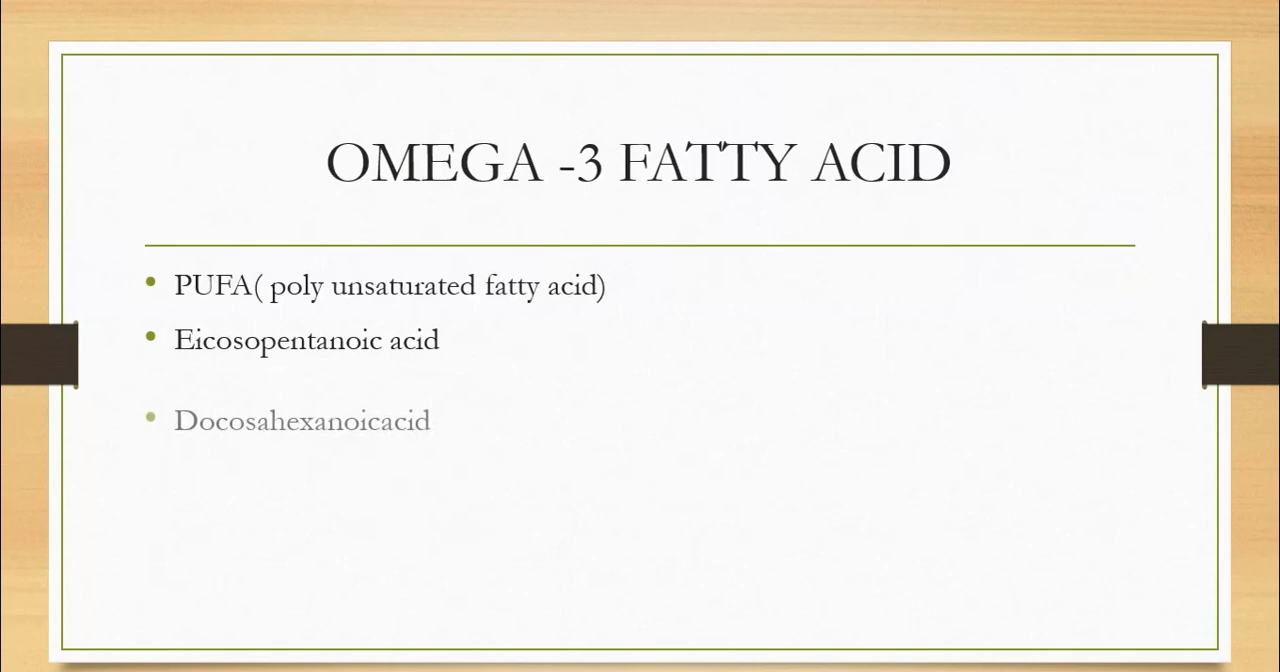 OMEGA -3 FATTY ACID
PUFA( poly unsaturated fatty acid)
Eicosopentanoic acid
Docosahexanoicacid